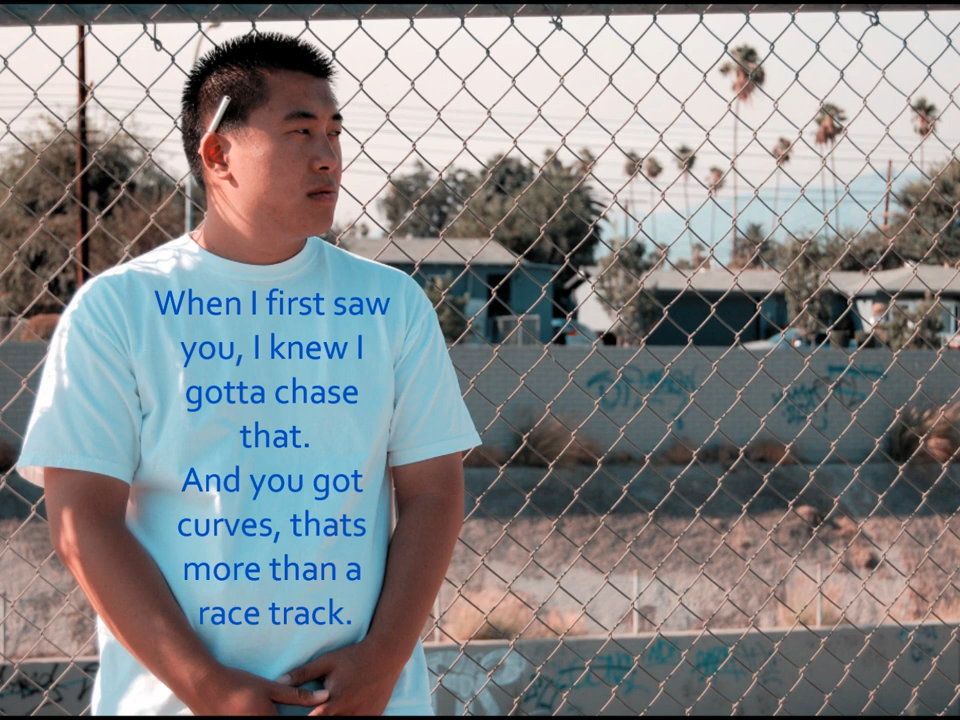 When I first saw
you, I knew I
gotta chase
that.
And you got
curves, thats
more than a
race track.